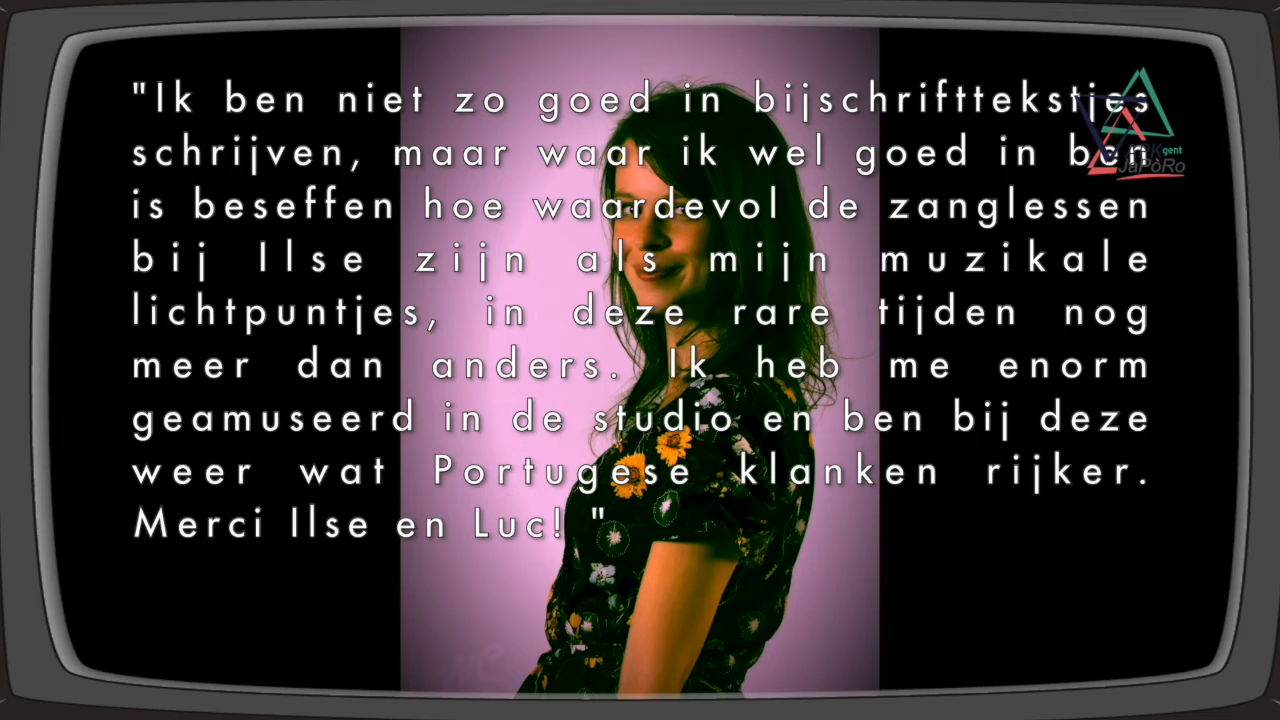 "Ik ben niet zo goed in bijschrifttekstjes
schrijven, maar waar ik wel goed in ben
is beseffen hoe waardevol de zanglessen
bij Ilse zijn als mijn muzikale
lichtpuntjes, in deze rare tijden nog
meer dan anders. Ik heb me enorm
geamuseerd in de studio en ben bij deze
weer wat Portugese klanken rijker.
Merci Ilse en Luc! "
gent
JaPòRo